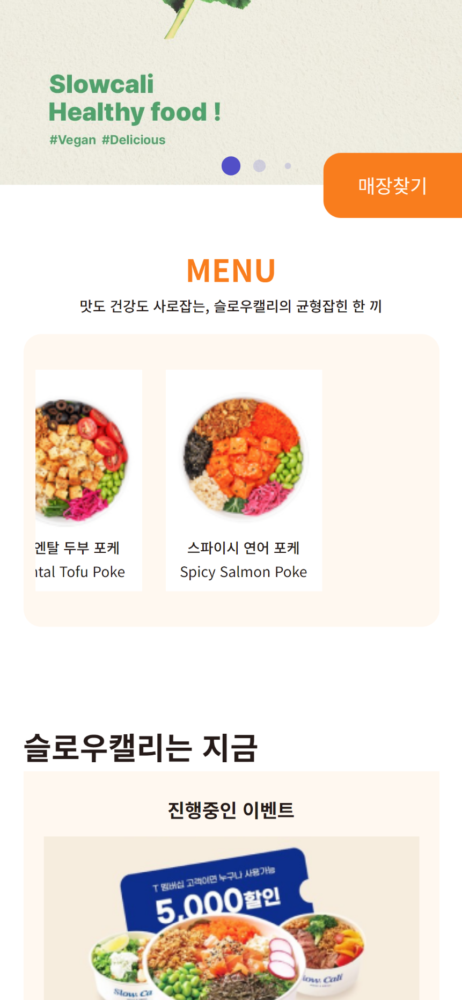 Slowcali
Healthy food !
#Vegan #Delicious
매장찾기
MENU
맛도 건강도 사로잡는, 슬로우캘리의 균형잡힌 한 끼
엔탈 두부 포케
ntal Tofu Poke
스파이시 연어 포케
Spicy Salmon Poke
슬로우캘리는 지금
진행중인 이벤트
T 멤버십 고객이면 누구나 사용가능
5,000할인
Slow Ca
low Cali